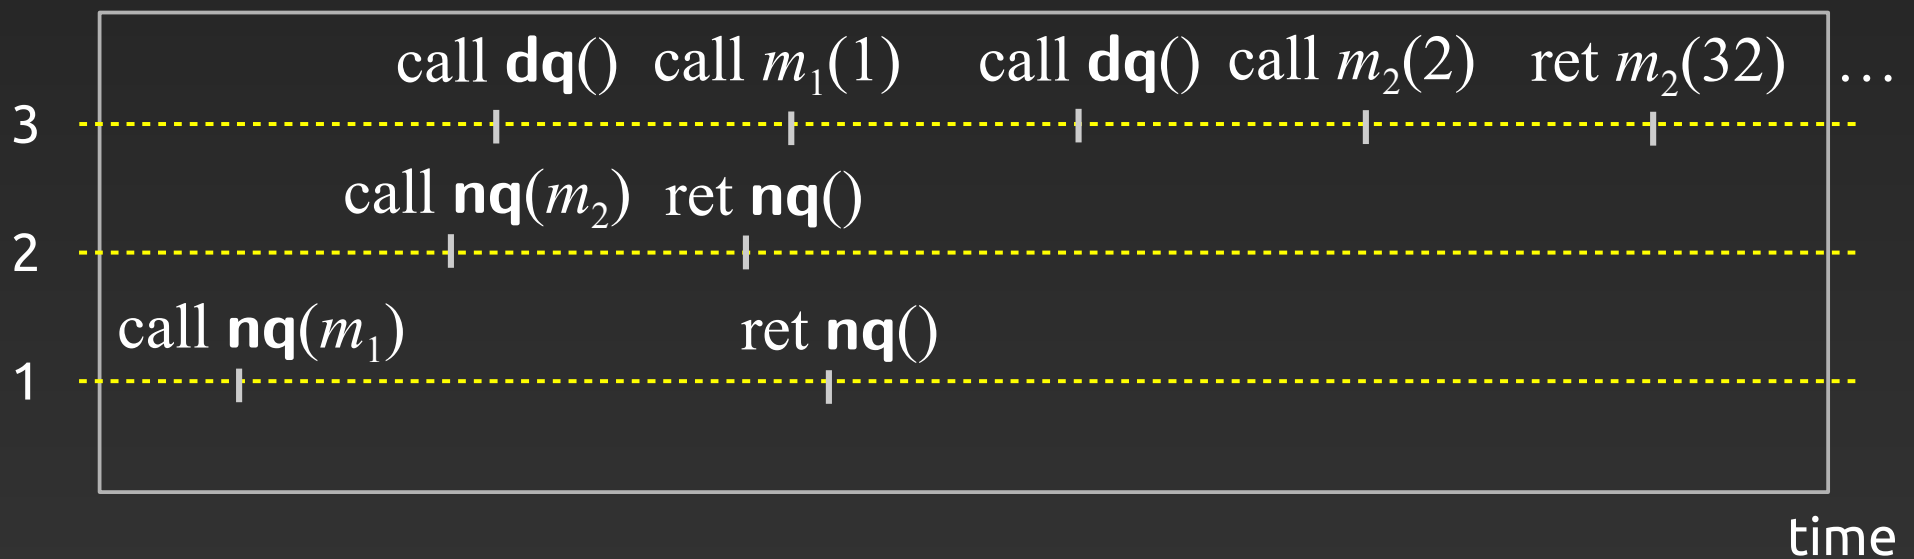 call dq() call m₁(1) call dq() call m₂(2) ret m₂(32) ...
3
call nq(m₂) ret nq()
2
call nq(m₁) ret nq()
1
time